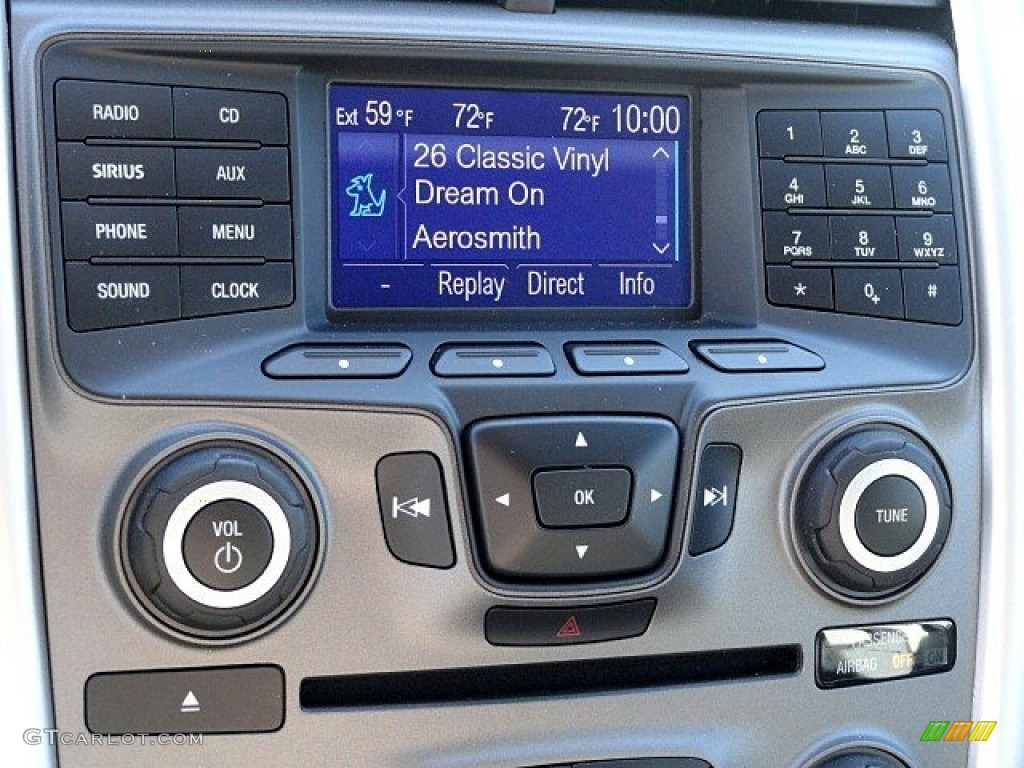 RADIO CD
SIRIUS AUX
PHONE MENU
SOUND CLOCK
Ext 59°F 72°F 72°F 10:00
26 Classic Vinyl
Dream On
Aerosmith
- Replay Direct Info
1 2 ABC 3 DEF
4 GHI 5 JKL 6 MNO
7 PQRS 8 TUV 9 WXYZ
* 0+ #
VOL
OK
TUNE
PASSENGER
AIRBAG OFF ON
GTCARLOT.COM